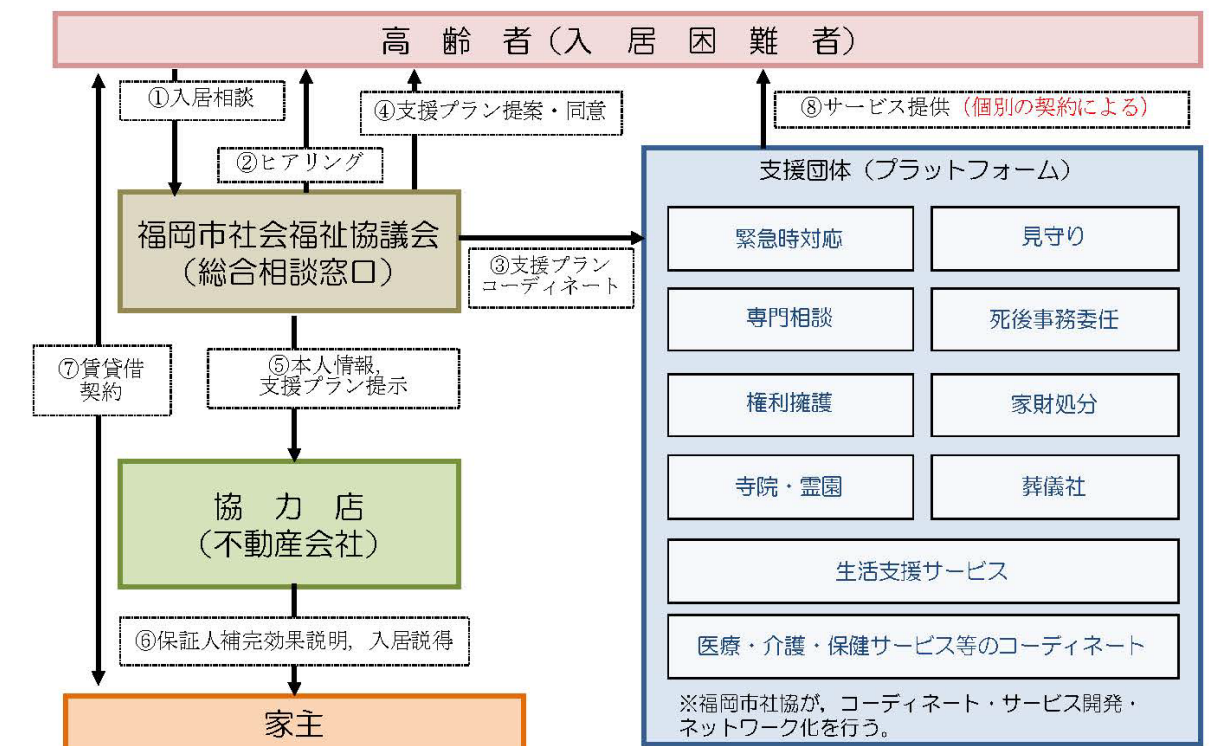 高齢者(入居困難者)
①入居相談
②ヒアリング
④支援プラン提案・同意
⑧サービス提供(個別の契約による)
福岡市社会福祉協議会
(総合相談窓口)
③支援プラン
コーディネート
⑦賃貸借
契約
⑤本人情報,
支援プラン提示
協力店
(不動産会社)
⑥保証人補完効果説明,入居説得
家主
支援団体(プラットフォーム)
緊急時対応
見守り
専門相談
死後事務委任
権利擁護
家財処分
寺院・霊園
葬儀社
生活支援サービス
医療・介護・保健サービス等のコーディネート
※福岡市社協が,コーディネート・サービス開発・
ネットワーク化を行う。